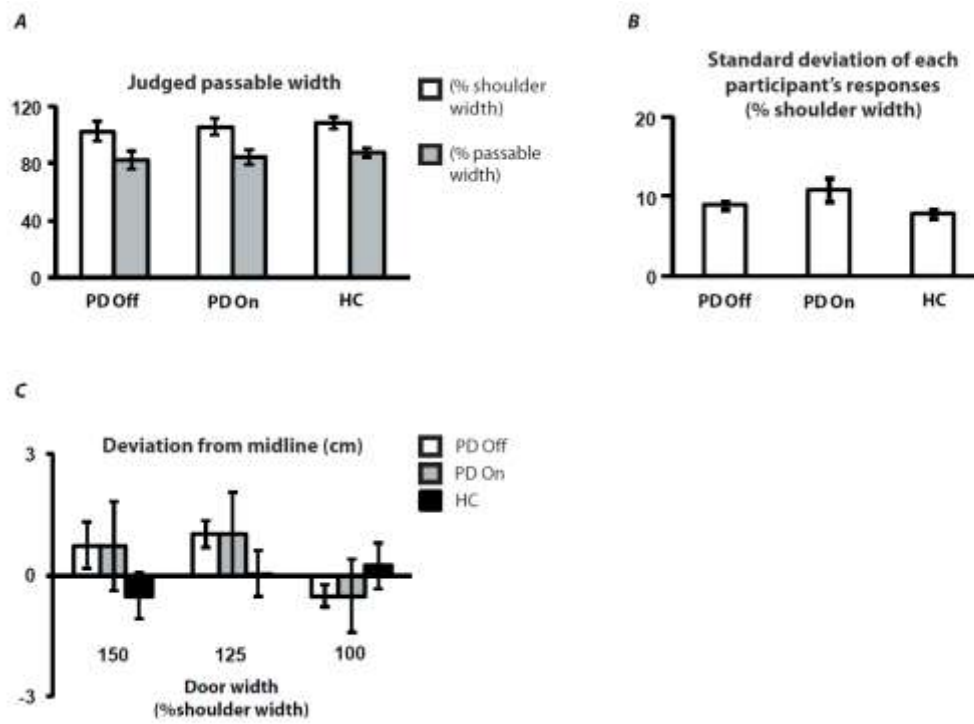 A
Judged passable width
(% shoulder
width)
(% passable
width)
120
80
40
0
PD Off
PD On
HC
B
Standard deviation of each
participant's responses
(% shoulder width)
20
10
0
PD Off
PD On
HC
C
Deviation from midline (cm)
PD Off
PD On
HC
3
0
-3
150
125
100
Door width
(%shoulder width)